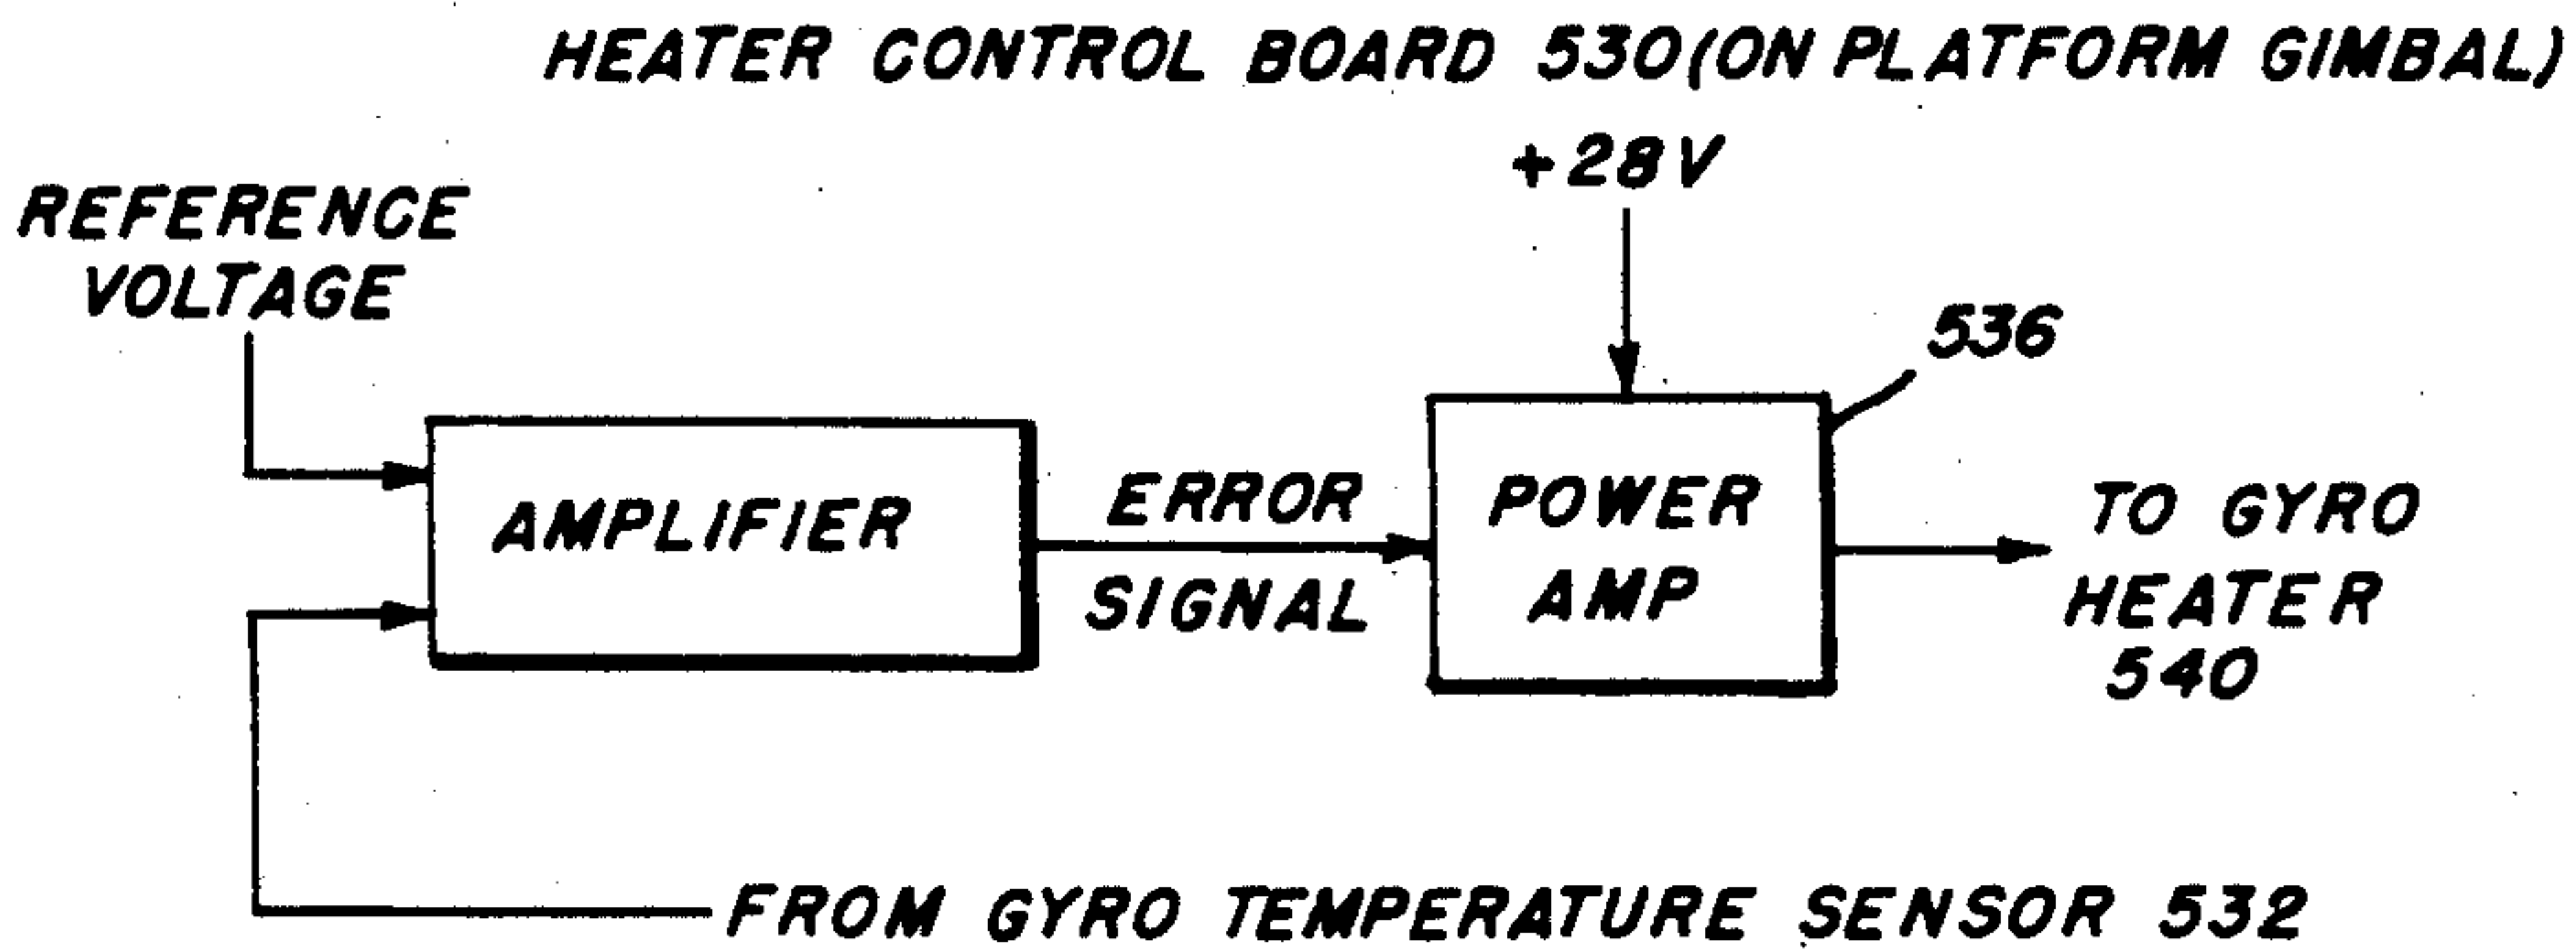 HEATER CONTROL BOARD 530(ON PLATFORM GIMBAL)
+28V
REFERENCE
VOLTAGE
536
AMPLIFIER
ERROR
SIGNAL
POWER
AMP
TO GYRO
HEATER
540
FROM GYRO TEMPERATURE SENSOR 532